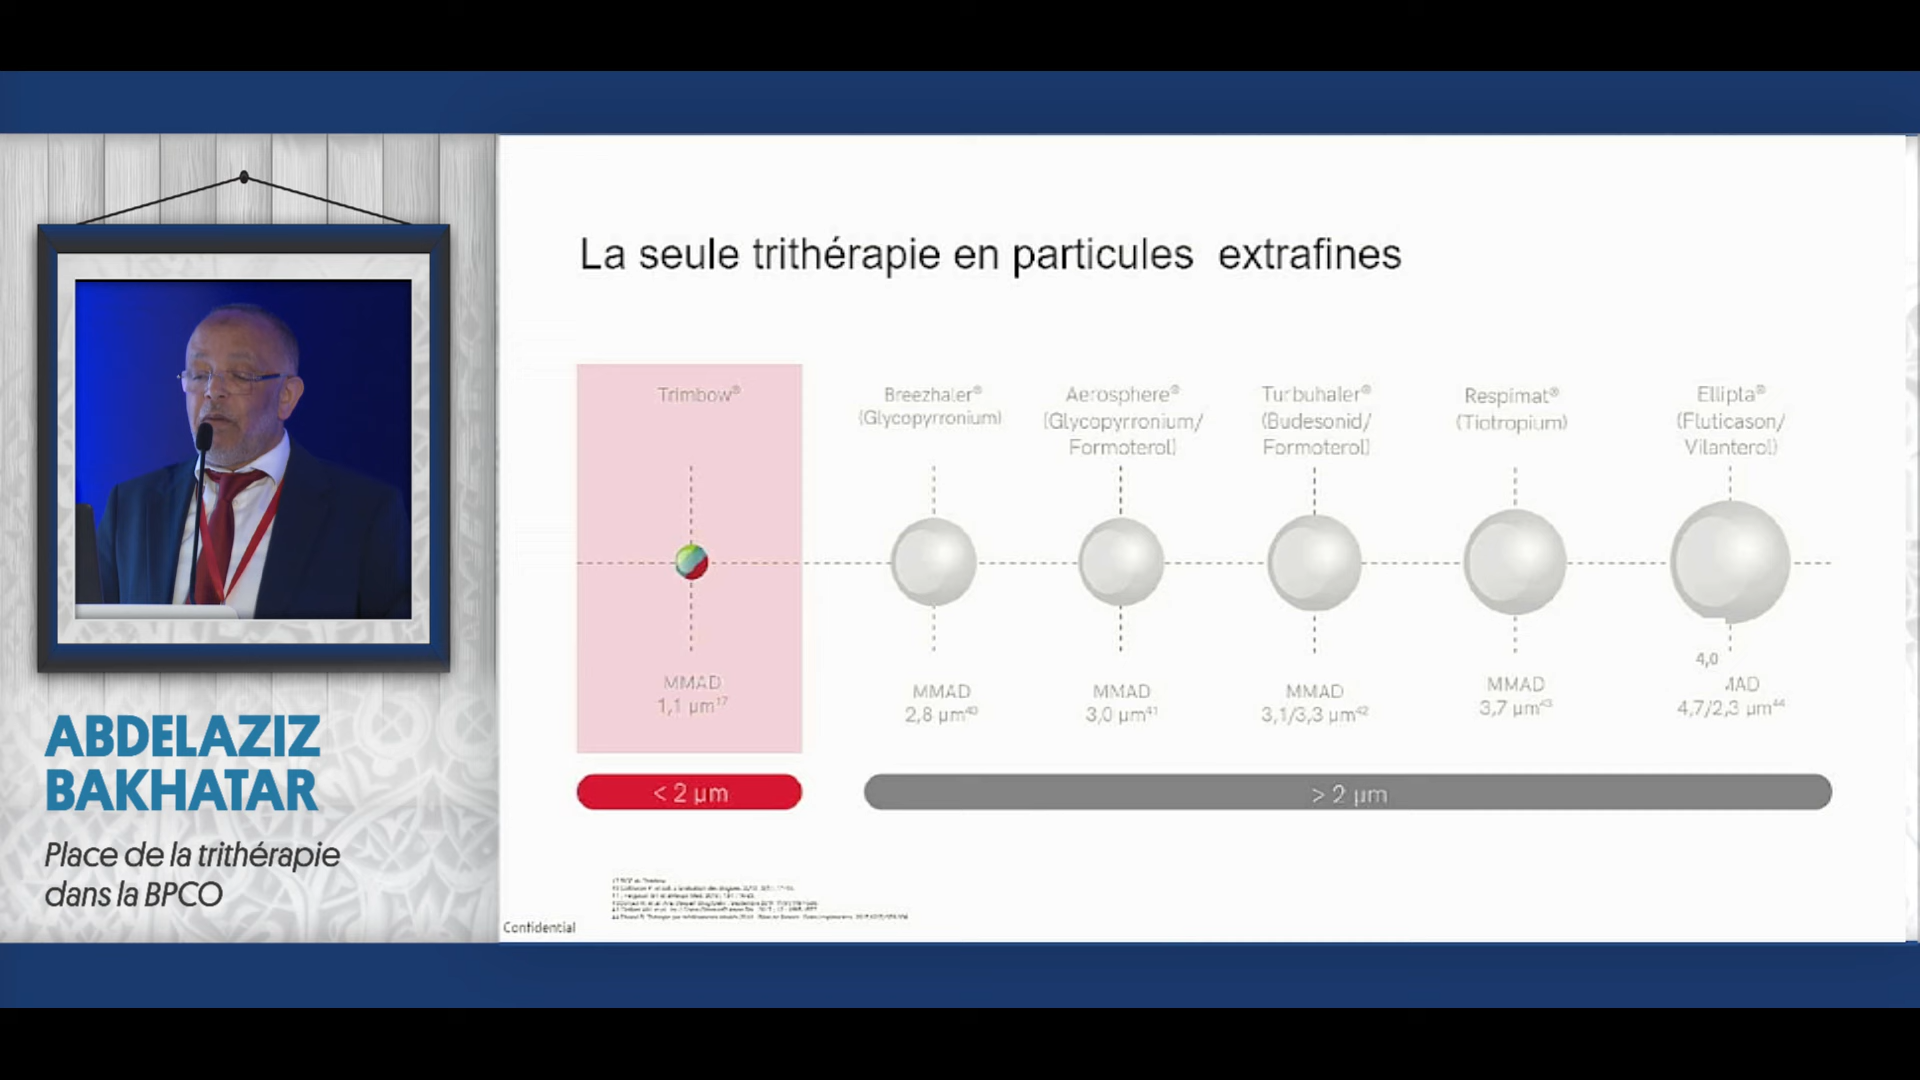 La seule trithérapie en particules extrafines
Trimbow®
Breezhaler®
(Glycopyrronium)
Aerosphere®
(Glycopyrronium/
Formoterol)
Turbuhaler®
(Budesonid/
Formoterol)
Respimat®
(Tiotropium)
Ellipta®
(Fluticason/
Vilanterol)
MMAD
1,1 µm17
MMAD
2,8 µm40
MMAD
3,0 µm41
MMAD
3,1/3,3 µm42
MMAD
3,7 µm43
4,0
4,7/2,3 µm44
< 2 µm
> 2 µm
Confidential
ABDELAZIZ
BAKHATAR
Place de la trithérapie
dans la BPCO